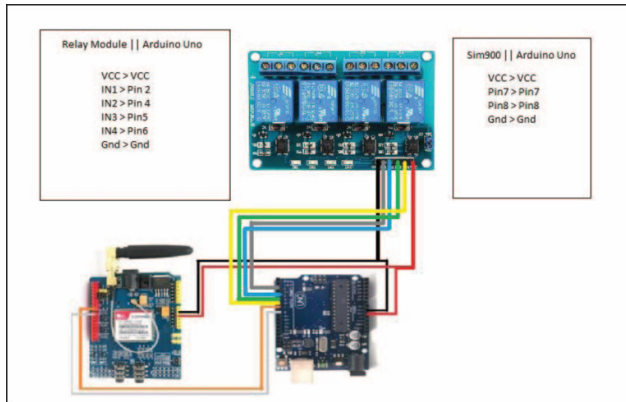 Relay Module || Arduino Uno
VCC > VCC
IN1 > Pin 2
IN2 > Pin 4
IN3 > Pin5
IN4 > Pin6
Gnd > Gnd
Sim900 || Arduino Uno
VCC > VCC
Pin7 > Pin7
Pin8 > Pin8
Gnd > Gnd
UNO